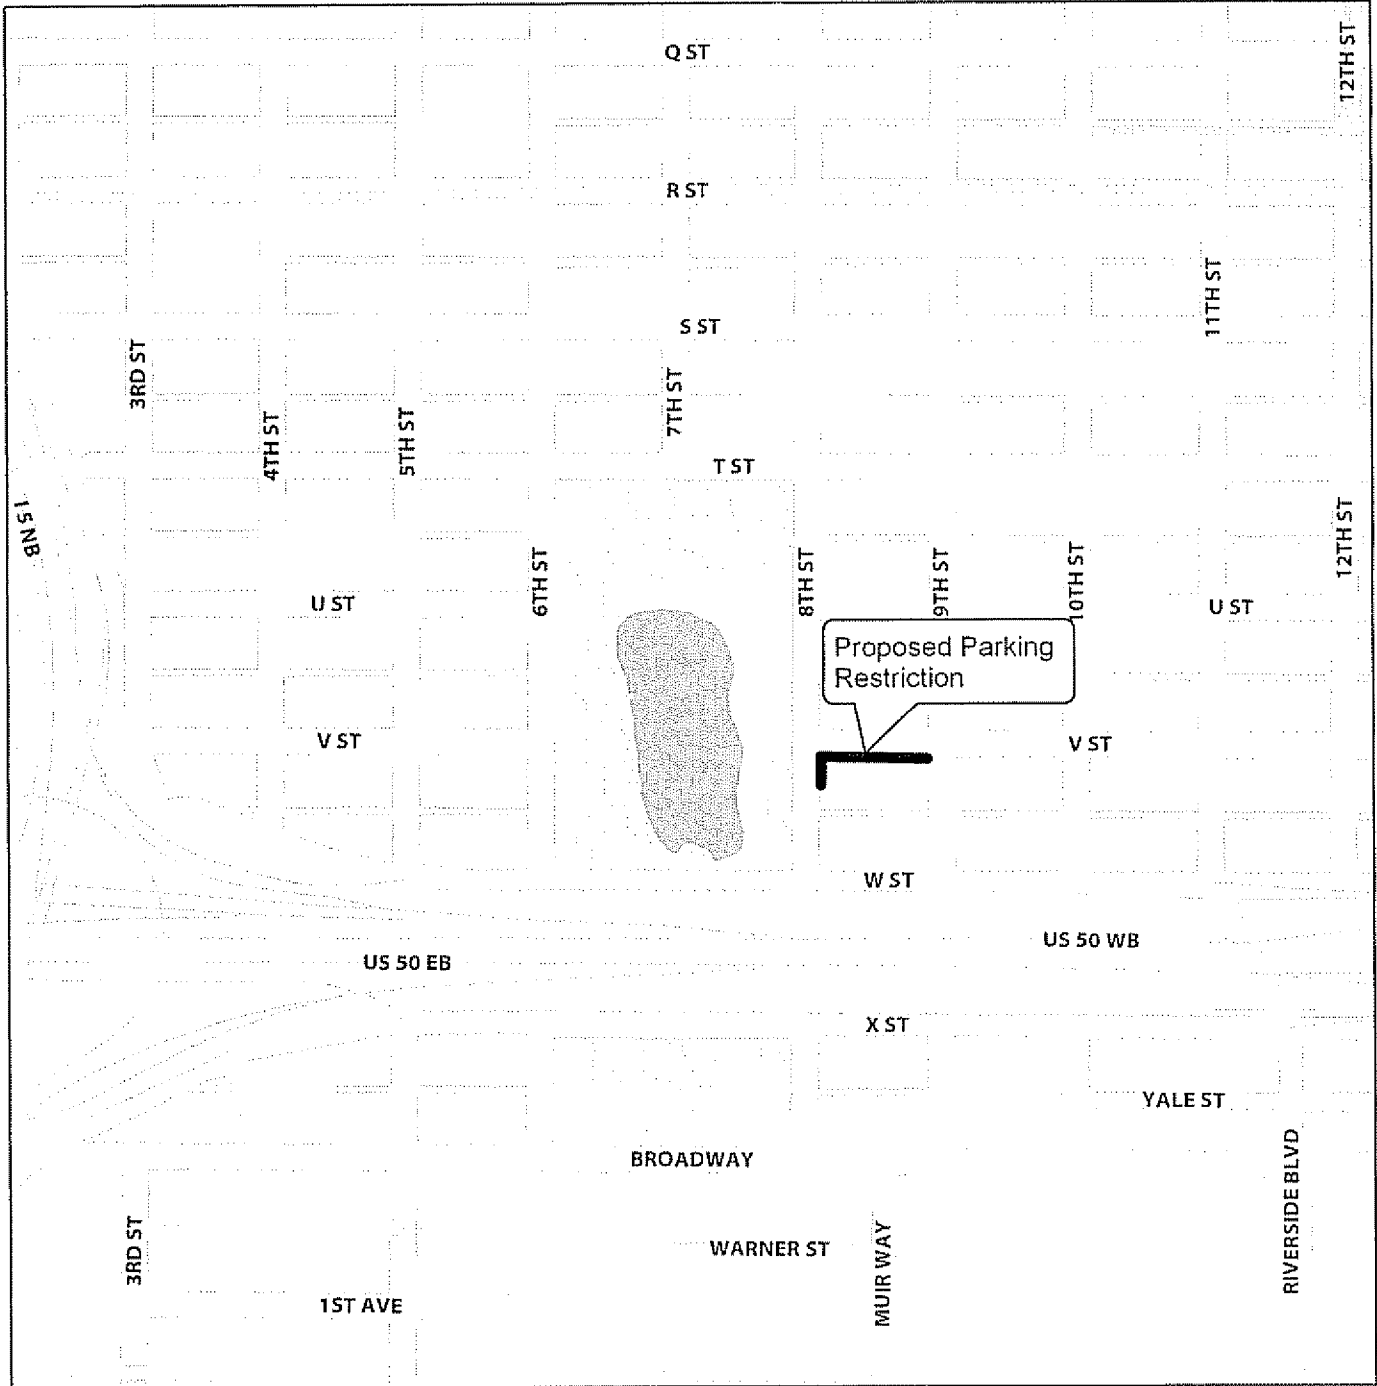 Q ST
12TH ST
R ST
11TH ST
S ST
3RD ST
7TH ST
4TH ST
5TH ST
T ST
I 5 NB
12TH ST
6TH ST
8TH ST
9TH ST
10TH ST
U ST
U ST
Proposed Parking
Restriction
V ST
V ST
W ST
US 50 WB
US 50 EB
X ST
YALE ST
BROADWAY
RIVERSIDE BLVD
3RD ST
WARNER ST
MUIR WAY
1ST AVE